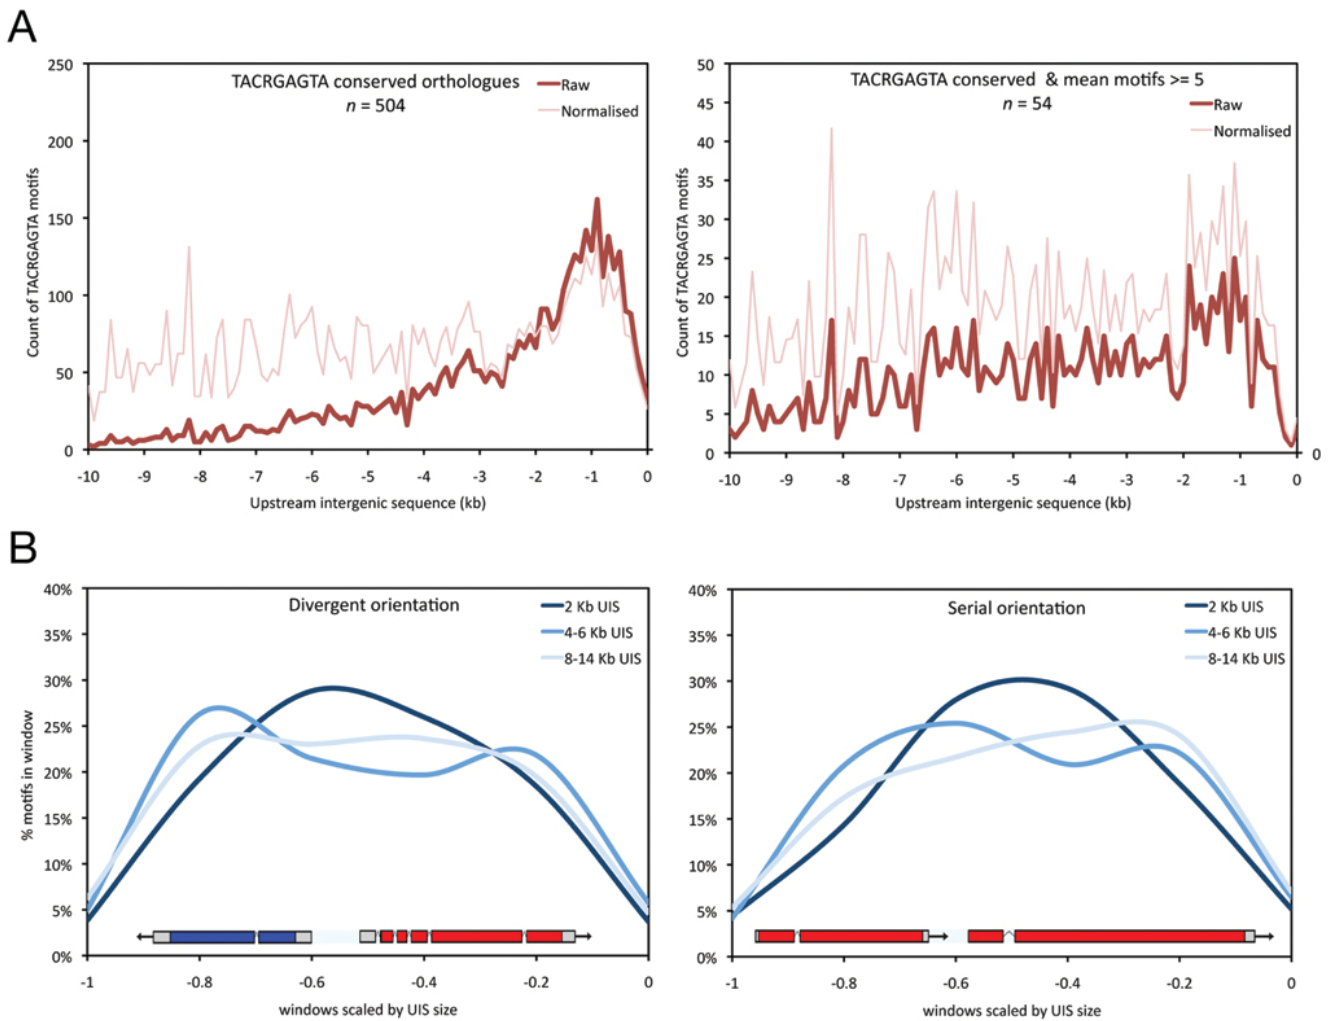 A
TACRGAGTA conserved orthologues
n = 504
Raw
Normalised
Count of TACRGAGTA motifs
250
200
150
100
50
0
-10 -9 -8 -7 -6 -5 -4 -3 -2 -1 0
Upstream intergenic sequence (kb)
TACRGAGTA conserved & mean motifs >= 5
n = 54
Raw
Normalised
Count of TACRGAGTA motifs
50
45
40
35
30
25
20
15
10
5
0
0
-10 -9 -8 -7 -6 -5 -4 -3 -2 -1 0
Upstream intergenic sequence (kb)
B
Divergent orientation
2 Kb UIS
4-6 Kb UIS
8-14 Kb UIS
% motifs in window
40%
35%
30%
25%
20%
15%
10%
5%
0%
-1 -0.8 -0.6 -0.4 -0.2 0
windows scaled by UIS size
Serial orientation
2 Kb UIS
4-6 Kb UIS
8-14 Kb UIS
40%
35%
30%
25%
20%
15%
10%
5%
0%
-1 -0.8 -0.6 -0.4 -0.2 0
windows scaled by UIS size